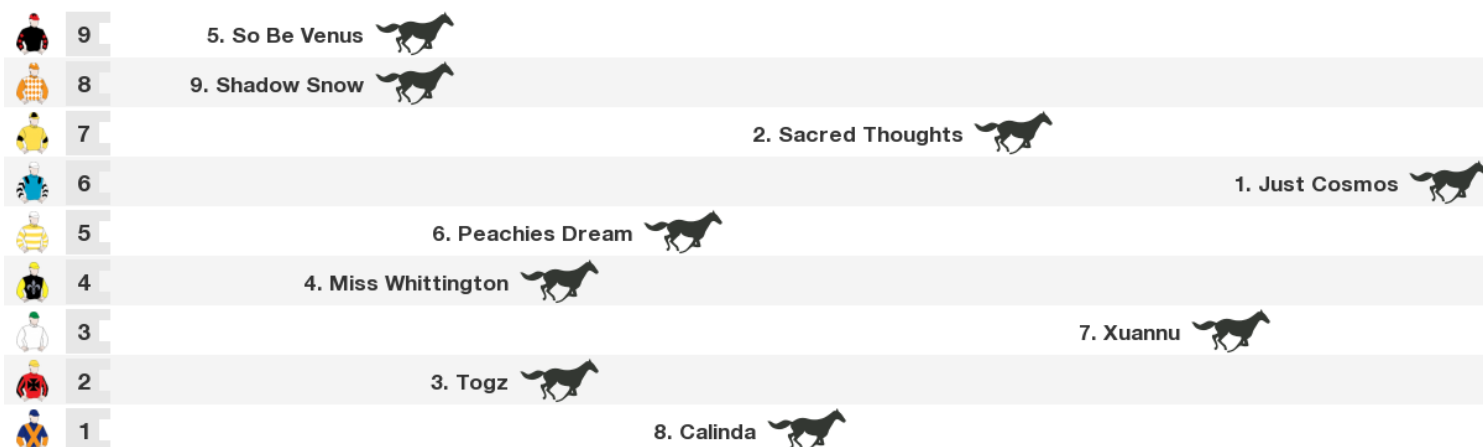 9 5. So Be Venus
8 9. Shadow Snow
7 2. Sacred Thoughts
6 1. Just Cosmos
5 6. Peachies Dream
4 4. Miss Whittington
3 7. Xuannu
2 3. Togz
1 8. Calinda